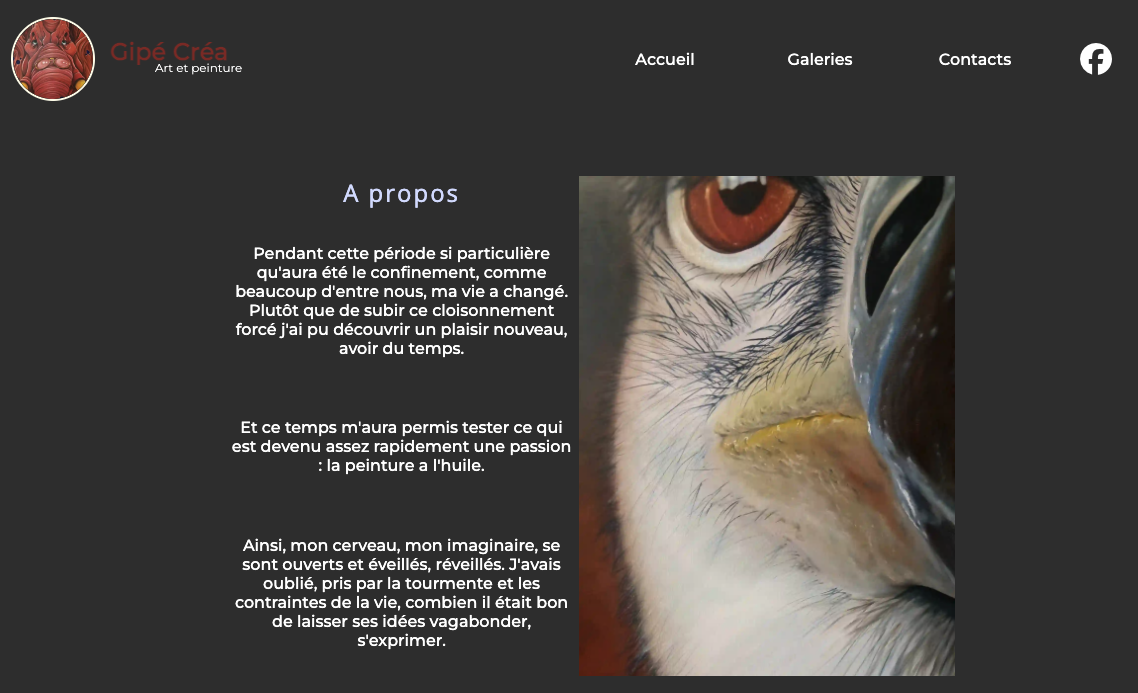 Gipé Créa
Art et peinture
Accueil
Galeries
Contacts
A propos
Pendant cette période si particulière
qu'aura été le confinement, comme
beaucoup d'entre nous, ma vie a changé.
Plutôt que de subir ce cloisonnement
forcé j'ai pu découvrir un plaisir nouveau,
avoir du temps.
Et ce temps m'aura permis tester ce qui
est devenu assez rapidement une passion
: la peinture a l'huile.
Ainsi, mon cerveau, mon imaginaire, se
sont ouverts et éveillés, réveillés. J'avais
oublié, pris par la tourmente et les
contraintes de la vie, combien il était bon
de laisser ses idées vagabonder,
s'exprimer.